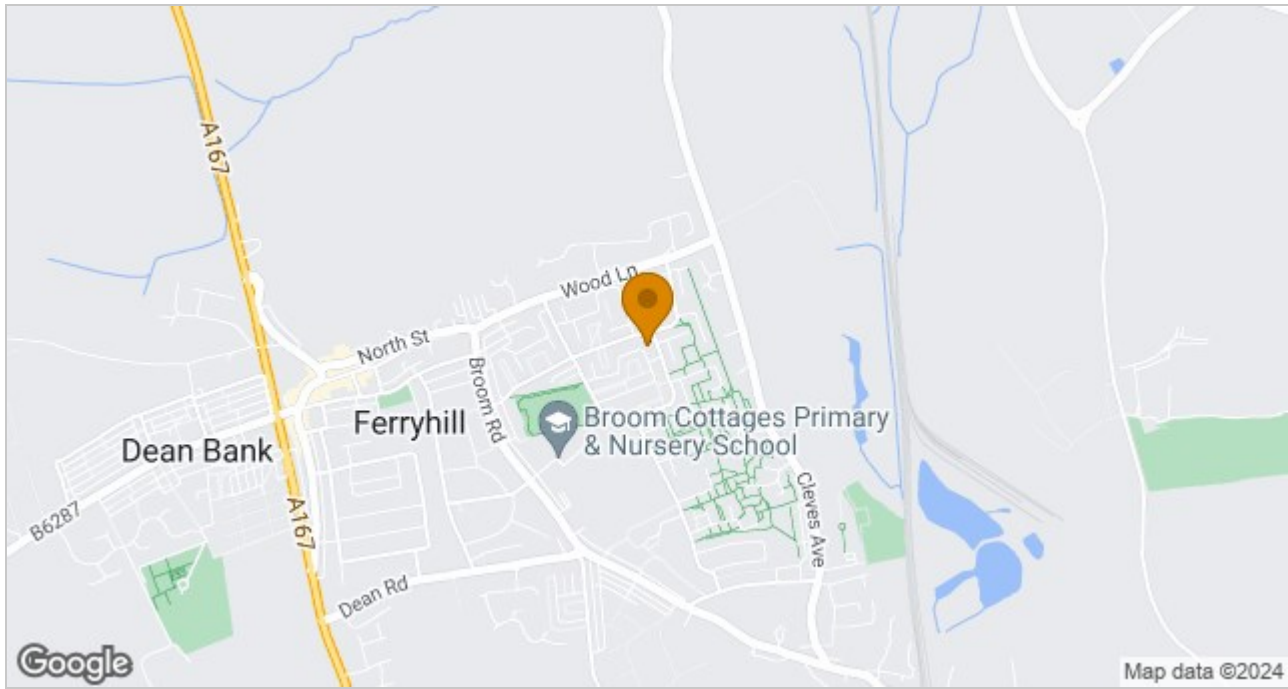 A167
Wood Ln
North St
Broom Rd
Ferryhill
Dean Bank
Broom Cottages Primary
& Nursery School
B6287
A167
Cleves Ave
Dean Rd
Google
Map data ©2024